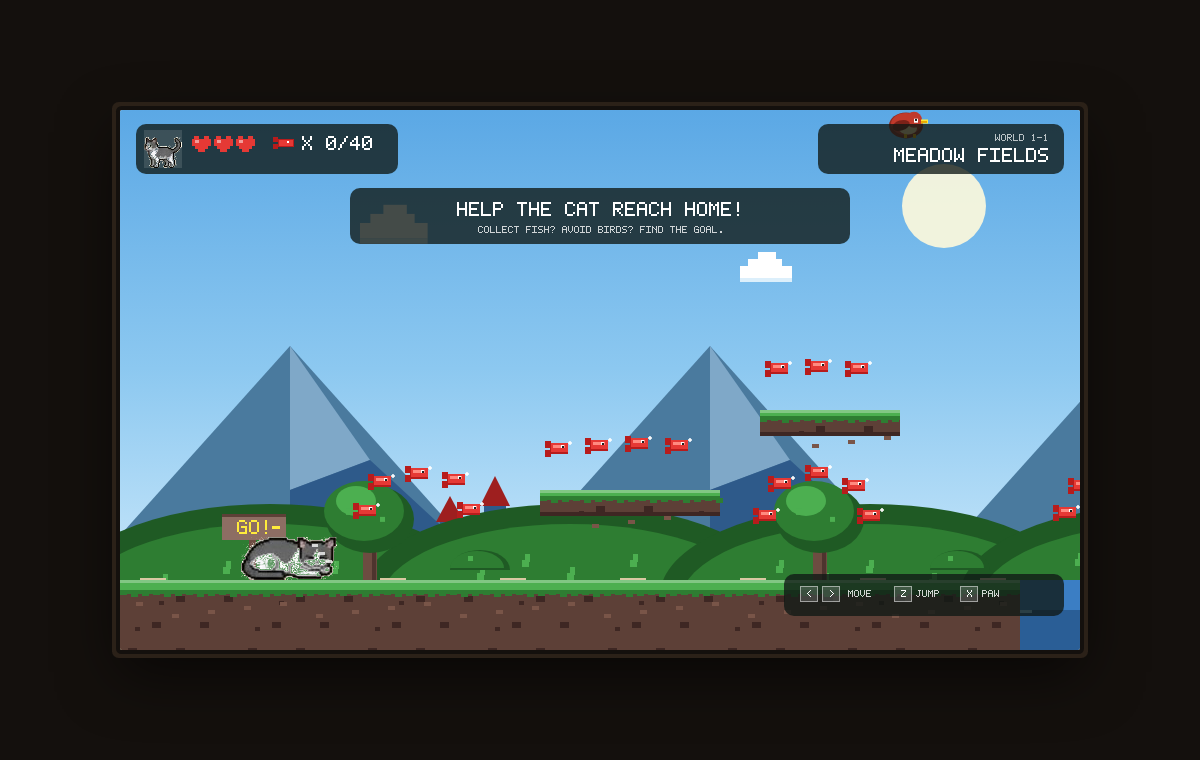 X 0/40
WORLD 1-1
MEADOW FIELDS
HELP THE CAT REACH HOME!
COLLECT FISH? AVOID BIRDS? FIND THE GOAL.
GO!-
< > MOVE Z JUMP X PAW